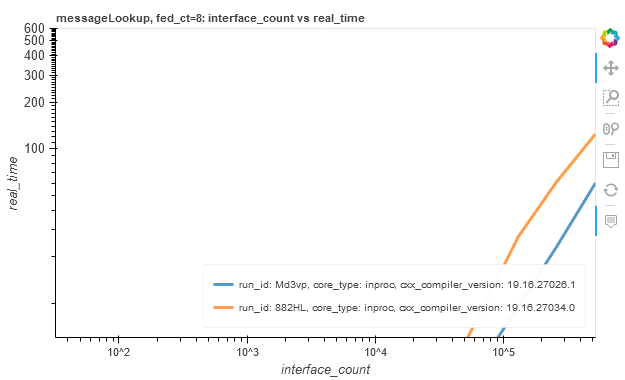 messageLookup, fed_ct=8: interface_count vs real_time
600
500
400
300
200
100
real_time
run_id: Md3vp, core_type: inproc, cxx_compiler_version: 19.16.27026.1
run_id: 882HL, core_type: inproc, cxx_compiler_version: 19.16.27034.0
10^2
10^3
10^4
10^5
interface_count